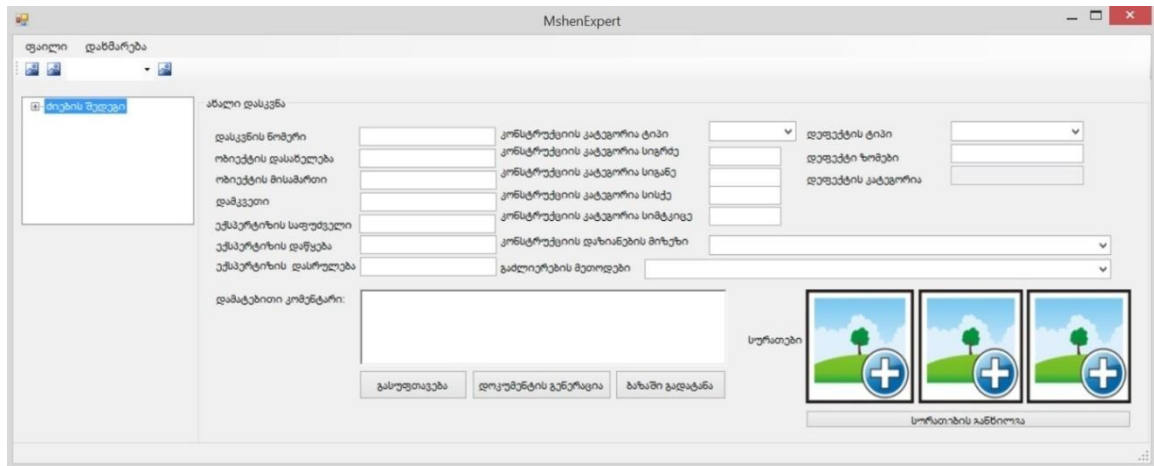 MshenExpert
ფაილი დახმარება
ძიების შედეგი
ახალი დასკვნა
დასკვნის ნომერი
ობიექტის დასახელება
ობიექტის მისამართი
დამკვეთი
ექსპერტიზის საფუძველი
ექსპერტიზის დაწყება
ექსპერტიზის დასრულება
კონსტრუქციის კატეგორია ტიპი
კონსტრუქციის კატეგორია სიგრძე
კონსტრუქციის კატეგორია სიგანე
კონსტრუქციის კატეგორია სისქე
კონსტრუქციის კატეგორია სიმტკიცე
კონსტრუქციის დაზიანების მიზეზი
გაძლიერების მეთოდები
დეფექტის ტიპი
დეფექტი ზომები
დეფექტის კატეგორია
დამატებითი კომენტარი:
სურათები
გასუფთავება დოკუმენტის გენერაცია ბაზაში გადატანა
სურათების განხილვა